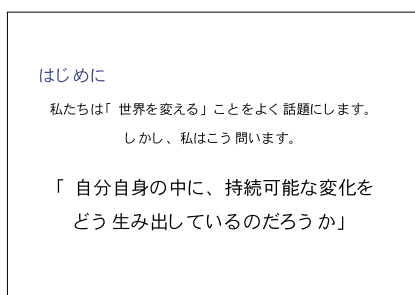 はじめに
私たちは「世界を変える」ことをよく話題にします。
しかし、私はこう問います。
「自分自身の中に、持続可能な変化を
どう生み出しているのだろうか」